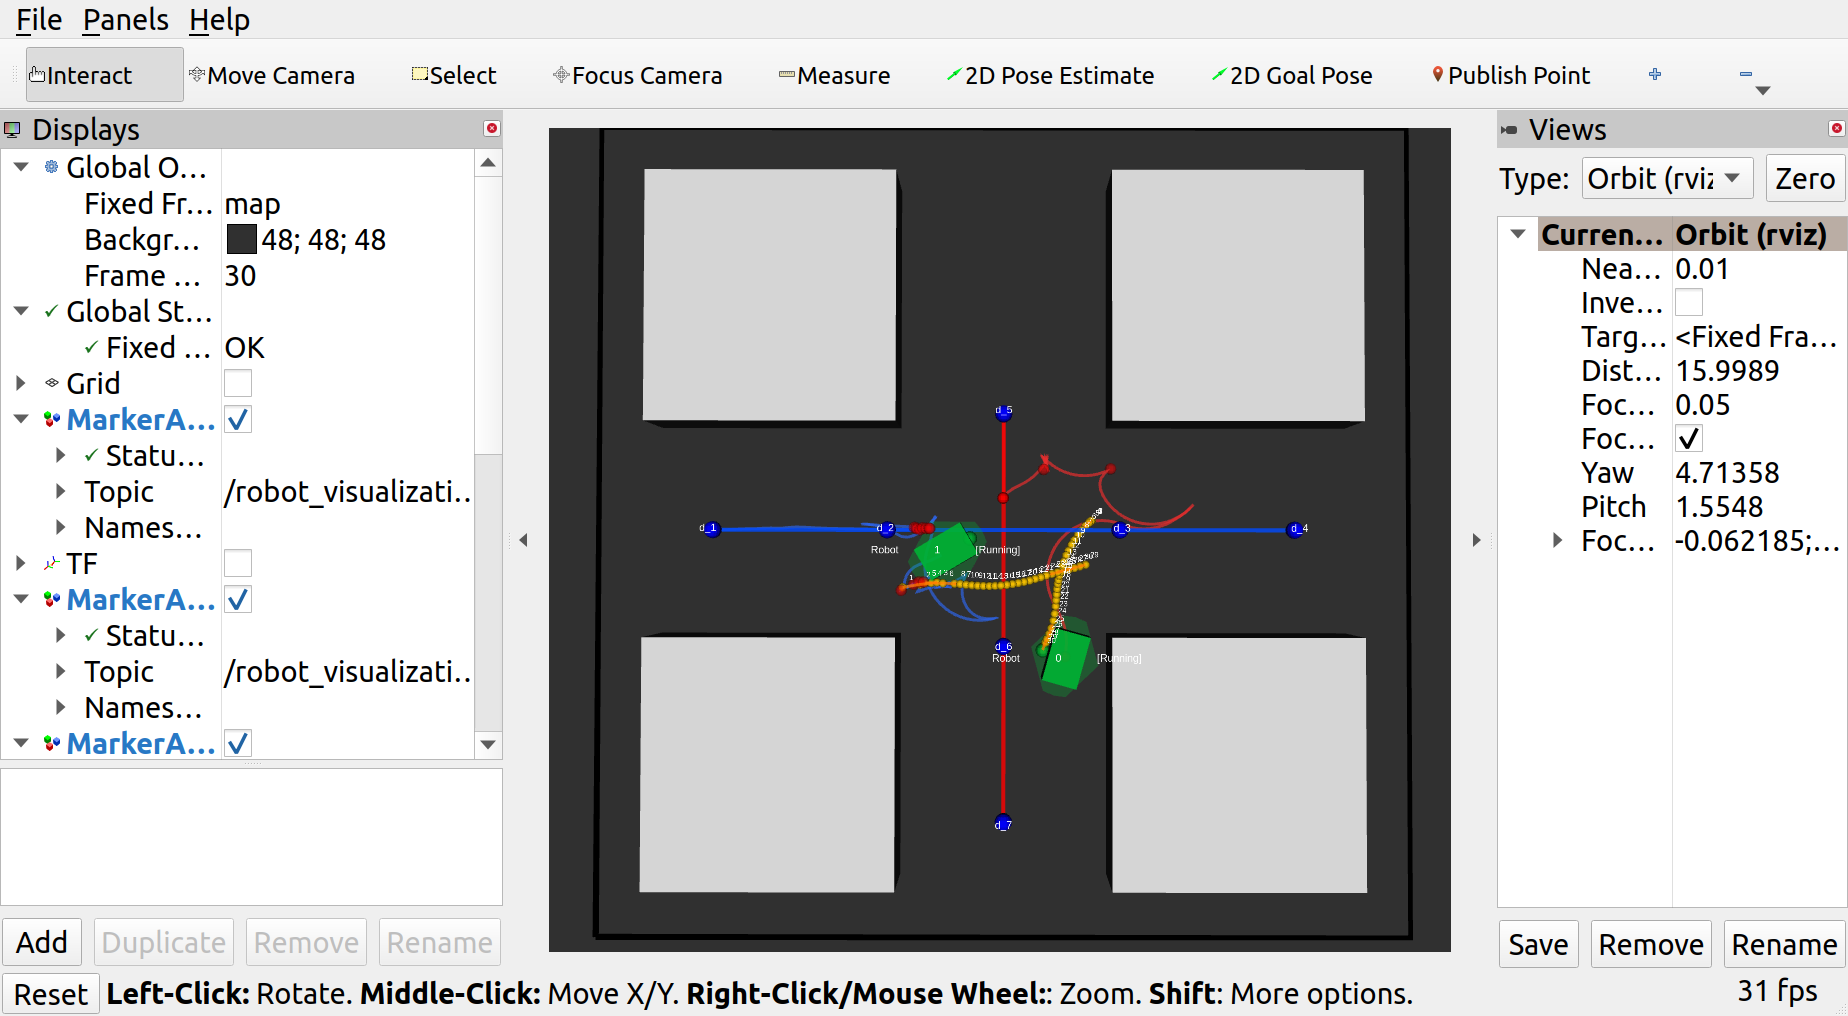 File Panels Help
Interact Move Camera Select Focus Camera Measure 2D Pose Estimate 2D Goal Pose Publish Point
Displays
Global O...
Fixed Fr... map
Backgr... 48; 48; 48
Frame ... 30
Global St...
Fixed ... OK
Grid
MarkerA...
Statu...
Topic /robot_visualizati..
Names...
TF
MarkerA...
Statu...
Topic /robot_visualizati..
Names...
MarkerA...
Add Duplicate Remove Rename
Reset Left-Click: Rotate. Middle-Click: Move X/Y. Right-Click/Mouse Wheel:: Zoom. Shift: More options.
d_5
d_1 d_2 d_3 d_4
Robot 1 [Running]
d_6
Robot 0 [Running]
d_7
Views
Type: Orbit (rviz Zero
Curren... Orbit (rviz)
Nea... 0.01
Inve...
Targ... <Fixed Fra...
Dist... 15.9989
Foc... 0.05
Foc...
Yaw 4.71358
Pitch 1.5548
Foc... -0.062185;...
Save Remove Rename
31 fps